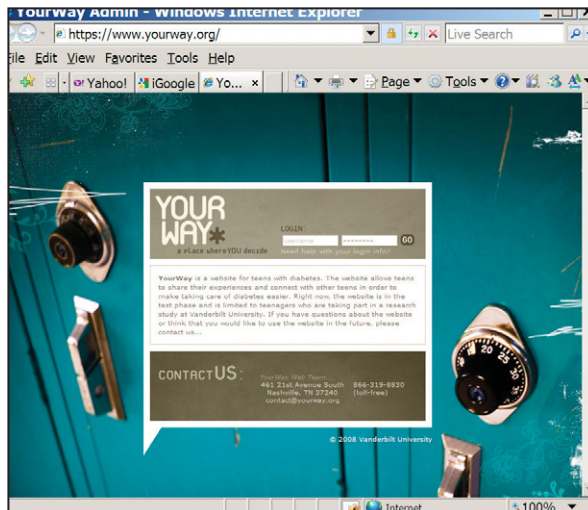 YourWay Admin - Windows Internet Explorer
https://www.yourway.org/
Live Search
File Edit View Favorites Tools Help
Yahoo! iGoogle Yo... Page Tools
YOUR
WAY*
a place where YOU decide
LOGIN:
username GO
Need help with your login info?
YourWay is a website for teens with diabetes. The website allows teens
to share their experiences and connect with other teens in order to
make taking care of diabetes easier. Right now, the website is in the
test phase and is limited to teenagers who are taking part in a research
study at Vanderbilt University. If you have questions about the website
or think that you would like to use the website in the future, please
contact us...
CONTACT US:
YourWay Web Team
461 21st Avenue South 866-319-8830
Nashville, TN 37240 (toll-free)
contact@yourway.org
© 2008 Vanderbilt University
20 25 30 35
Internet 100%